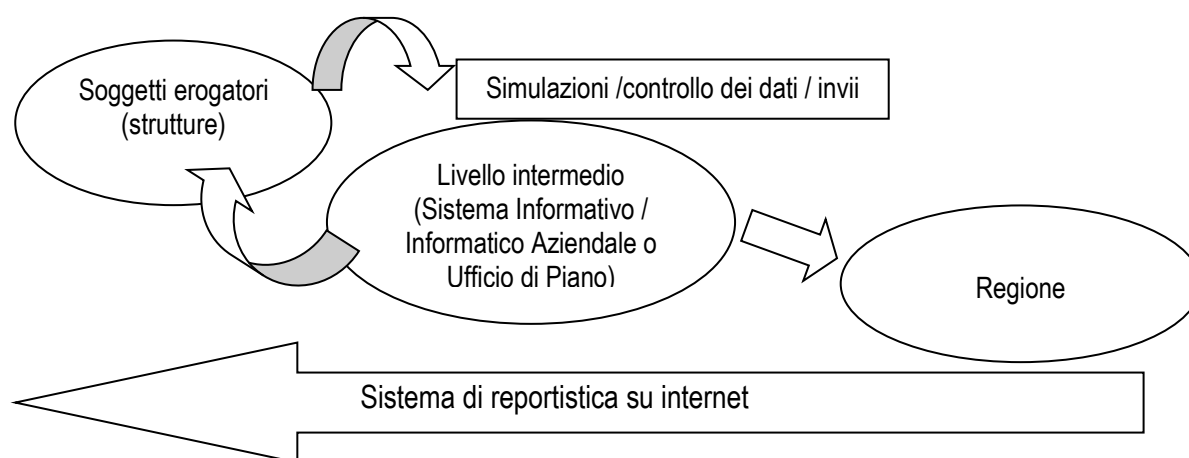 Soggetti erogatori
(strutture)
Simulazioni /controllo dei dati / invii
Livello intermedio
(Sistema Informativo /
Informatico Aziendale o
Ufficio di Piano)
Regione
Sistema di reportistica su internet